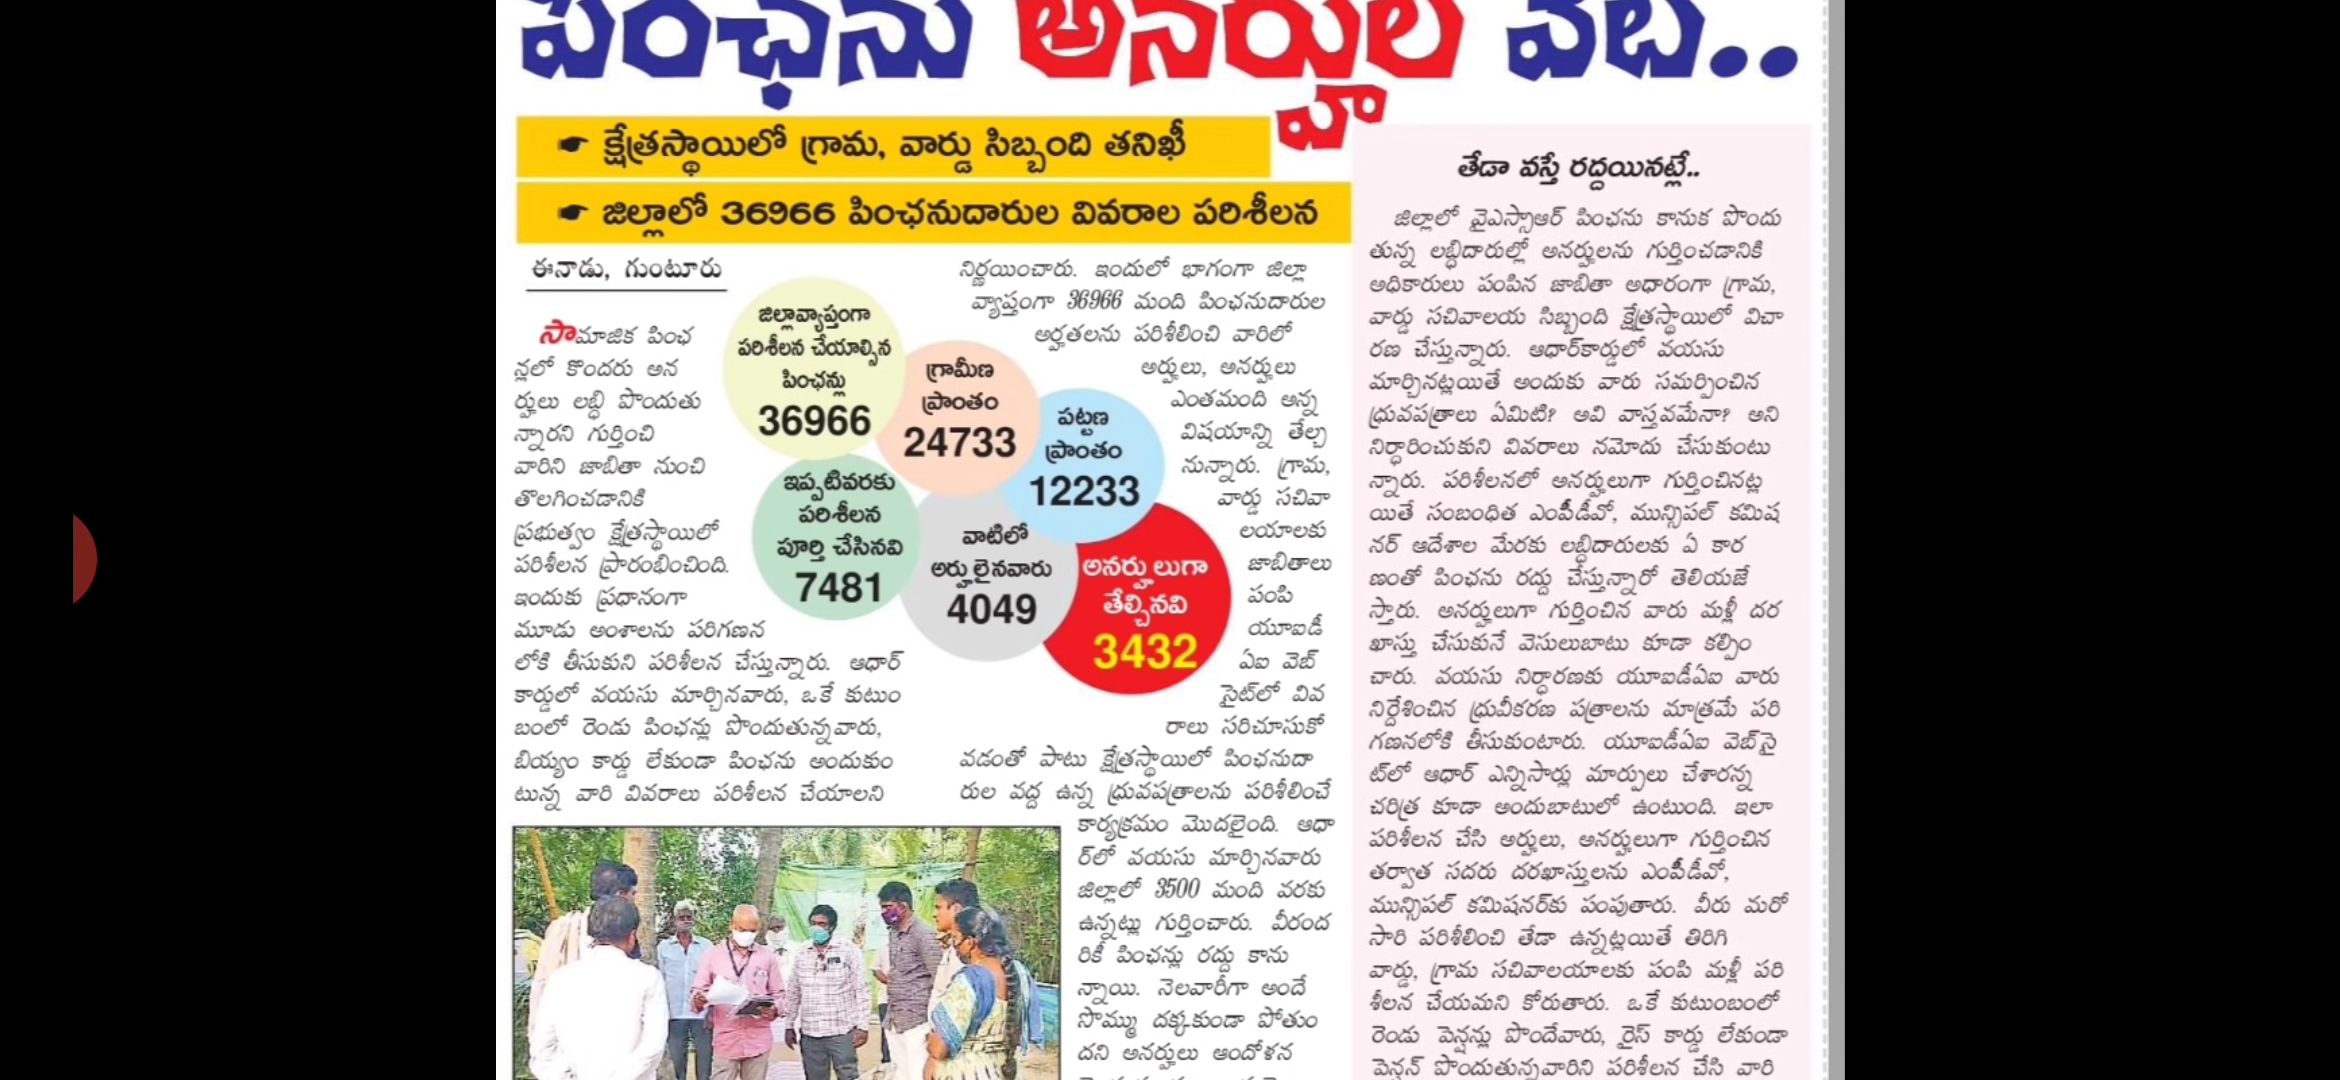 పింఛను అనర్హుల వేట..
☛ క్షేత్రస్థాయిలో గ్రామ, వార్డు సిబ్బంది తనిఖీ
☛ జిల్లాలో 36966 పింఛనుదారుల వివరాల పరిశీలన
ఈనాడు, గుంటూరు
సామాజిక పింఛ
న్లలో కొందరు అన
ర్హులు లబ్ధి పొందుతు
న్నారని గుర్తించి
వారిని జాబితా నుంచి
తొలగించడానికి
ప్రభుత్వం క్షేత్రస్థాయిలో
పరిశీలన ప్రారంభించింది.
ఇందుకు ప్రధానంగా
మూడు అంశాలను పరిగణన
లోకి తీసుకుని పరిశీలన చేస్తున్నారు. ఆధార్
కార్డులో వయసు మార్చినవారు, ఒకే కుటుం
బంలో రెండు పింఛన్లు పొందుతున్నవారు,
బియ్యం కార్డు లేకుండా పింఛను అందుకుం
టున్న వారి వివరాలు పరిశీలన చేయాలని
జిల్లావ్యాప్తంగా
పరిశీలన చేయాల్సిన
పింఛన్లు
36966
గ్రామీణ
ప్రాంతం
24733
పట్టణ
ప్రాంతం
12233
ఇప్పటివరకు
పరిశీలన
పూర్తి చేసినవి
7481
వాటిలో
అర్హులైనవారు
4049
అనర్హులుగా
తేల్చినవి
3432
నిర్ణయించారు. ఇందులో భాగంగా జిల్లా
వ్యాప్తంగా 36966 మంది పింఛనుదారుల
అర్హతలను పరిశీలించి వారిలో
అర్హులు, అనర్హులు
ఎంతమంది అన్న
విషయాన్ని తేల్చ
నున్నారు. గ్రామ,
వార్డు సచివా
లయాలకు
జాబితాలు
పంపి
యూఐడీ
ఏఐ వెబ్
సైట్‌లో వివ
రాలు సరిచూసుకో
వడంతో పాటు క్షేత్రస్థాయిలో పింఛనుదా
రుల వద్ద ఉన్న ధ్రువపత్రాలను పరిశీలించే
కార్యక్రమం మొదలైంది. ఆధా
ర్‌లో వయసు మార్చినవారు
జిల్లాలో 3500 మంది వరకు
ఉన్నట్లు గుర్తించారు. వీరంద
రికీ పింఛన్లు రద్దు కాను
న్నాయి. నెలవారీగా అందే
సొమ్ము దక్కకుండా పోతుం
దని అనర్హులు ఆందోళన
తేడా వస్తే రద్దయినట్లే..
జిల్లాలో వైఎస్సాఆర్ పింఛను కానుక పొందు
తున్న లబ్ధిదారుల్లో అనర్హులను గుర్తించడానికి
అధికారులు పంపిన జాబితా అధారంగా గ్రామ,
వార్డు సచివాలయ సిబ్బంది క్షేత్రస్థాయిలో విచా
రణ చేస్తున్నారు. ఆధార్‌కార్డులో వయసు
మార్చినట్లయితే అందుకు వారు సమర్పించిన
ధ్రువపత్రాలు ఏమిటి? అవి వాస్తవమేనా? అని
నిర్ధారించుకుని వివరాలు నమోదు చేసుకుంటు
న్నారు. పరిశీలనలో అనర్హులుగా గుర్తించినట్ల
యితే సంబంధిత ఎంపీడీవో, మున్సిపల్ కమిష
నర్ ఆదేశాల మేరకు లబ్ధిదారులకు ఏ కార
ణంతో పింఛను రద్దు చేస్తున్నారో తెలియజే
స్తారు. అనర్హులుగా గుర్తించిన వారు మళ్లీ దర
ఖాస్తు చేసుకునే వెసులుబాటు కూడా కల్పిం
చారు. వయసు నిర్ధారణకు యూఐడీఏఐ వారు
నిర్దేశించిన ధ్రువీకరణ పత్రాలను మాత్రమే పరి
గణనలోకి తీసుకుంటారు. యూఐడీఏఐ వెబ్‌సై
ట్‌లో ఆధార్ ఎన్నిసార్లు మార్పులు చేశారన్న
చరిత్ర కూడా అందుబాటులో ఉంటుంది. ఇలా
పరిశీలన చేసి అర్హులు, అనర్హులుగా గుర్తించిన
తర్వాత సదరు దరఖాస్తులను ఎంపీడీవో,
మున్సిపల్ కమిషనర్‌కు పంపుతారు. వీరు మరో
సారి పరిశీలించి తేడా ఉన్నట్లయితే తిరిగి
వార్డు, గ్రామ సచివాలయాలకు పంపి మళ్లీ పరి
శీలన చేయమని కోరుతారు. ఒకే కుటుంబంలో
రెండు పెన్షన్లు పొందేవారు, రైస్ కార్డు లేకుండా
పెన్షన్ పొందుతున్నవారిని పరిశీలన చేసి వారి